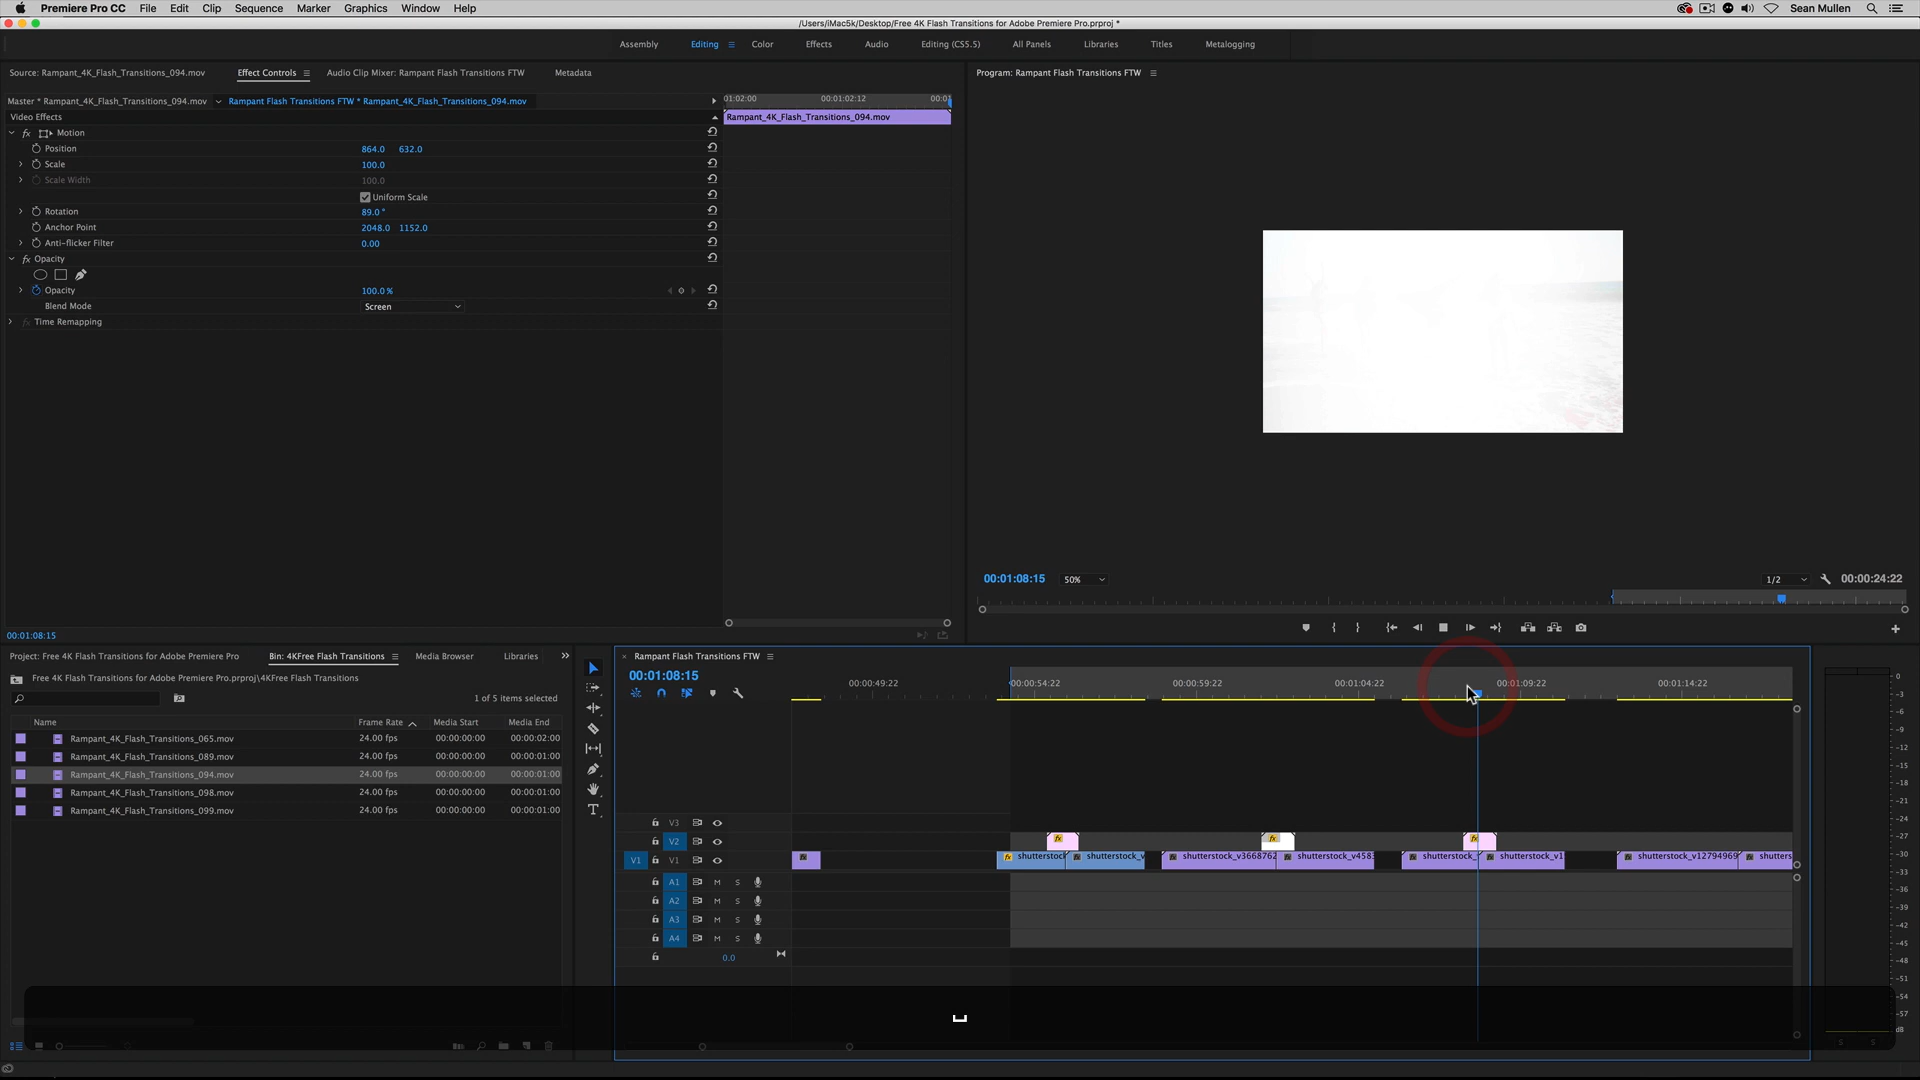 Premiere Pro CC File Edit Clip Sequence Marker Graphics Window Help Sean Mullen
/Users/iMac5k/Desktop/Free 4K Flash Transitions for Adobe Premiere Pro.prproj *
Assembly Editing Color Effects Audio Editing (CS5.5) All Panels Libraries Titles Metalogging
Source: Rampant_4K_Flash_Transitions_094.mov Effect Controls Audio Clip Mixer: Rampant Flash Transitions FTW Metadata
Program: Rampant Flash Transitions FTW
Master * Rampant_4K_Flash_Transitions_094.mov Rampant Flash Transitions FTW * Rampant_4K_Flash_Transitions_094.mov
01:02:00 00:01:02:12 00:01
Video Effects
Rampant_4K_Flash_Transitions_094.mov
fx Motion
Position 864.0 632.0
Scale 100.0
Scale Width 100.0
Uniform Scale
Rotation 89.0 °
Anchor Point 2048.0 1152.0
Anti-flicker Filter 0.00
fx Opacity
Opacity 100.0 %
Blend Mode Screen
fx Time Remapping
00:01:08:15 50% 1/2 00:00:24:22
00:01:08:15
Project: Free 4K Flash Transitions for Adobe Premiere Pro Bin: 4KFree Flash Transitions Media Browser Libraries
Free 4K Flash Transitions for Adobe Premiere Pro.prproj\4KFree Flash Transitions
1 of 5 items selected
Name Frame Rate Media Start Media End
Rampant_4K_Flash_Transitions_065.mov 24.00 fps 00:00:00:00 00:00:02:00
Rampant_4K_Flash_Transitions_089.mov 24.00 fps 00:00:00:00 00:00:01:00
Rampant_4K_Flash_Transitions_094.mov 24.00 fps 00:00:00:00 00:00:01:00
Rampant_4K_Flash_Transitions_098.mov 24.00 fps 00:00:00:00 00:00:01:00
Rampant_4K_Flash_Transitions_099.mov 24.00 fps 00:00:00:00 00:00:01:00
Rampant Flash Transitions FTW
00:01:08:15
00:00:49:22 00:00:54:22 00:00:59:22 00:01:04:22 00:01:09:22 00:01:14:22
V3
V2 fx fx fx
V1 V1 fx fx shutterstock fx shutterstock_v fx shutterstock_v3668762 fx shutterstock_v458 fx shutterstock_ fx shutterstock_v1 fx shutterstock_v12794969 fx shutters
A1 M S
A2 M S
A3 M S
A4 M S
0.0
0
-3
-6
-9
-12
-15
-18
-21
-24
-27
-30
-33
-36
-39
-42
-45
-48
-51
-54
-57
dB
S S